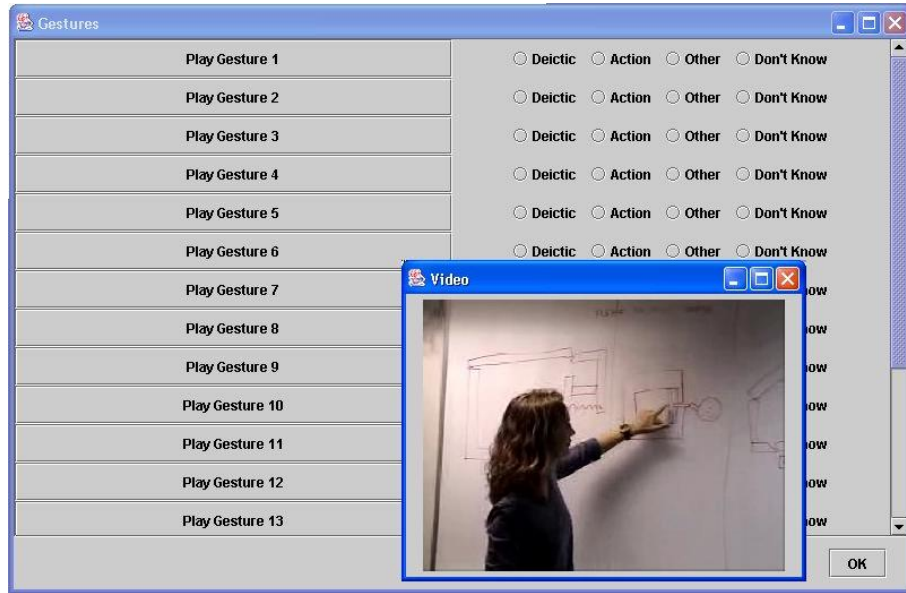 Gestures
Play Gesture 1 Deictic Action Other Don't Know
Play Gesture 2 Deictic Action Other Don't Know
Play Gesture 3 Deictic Action Other Don't Know
Play Gesture 4 Deictic Action Other Don't Know
Play Gesture 5 Deictic Action Other Don't Know
Play Gesture 6 Deictic Action Other Don't Know
Video
Play Gesture 7
Play Gesture 8
Play Gesture 9
Play Gesture 10
Play Gesture 11
Play Gesture 12
Play Gesture 13
OK